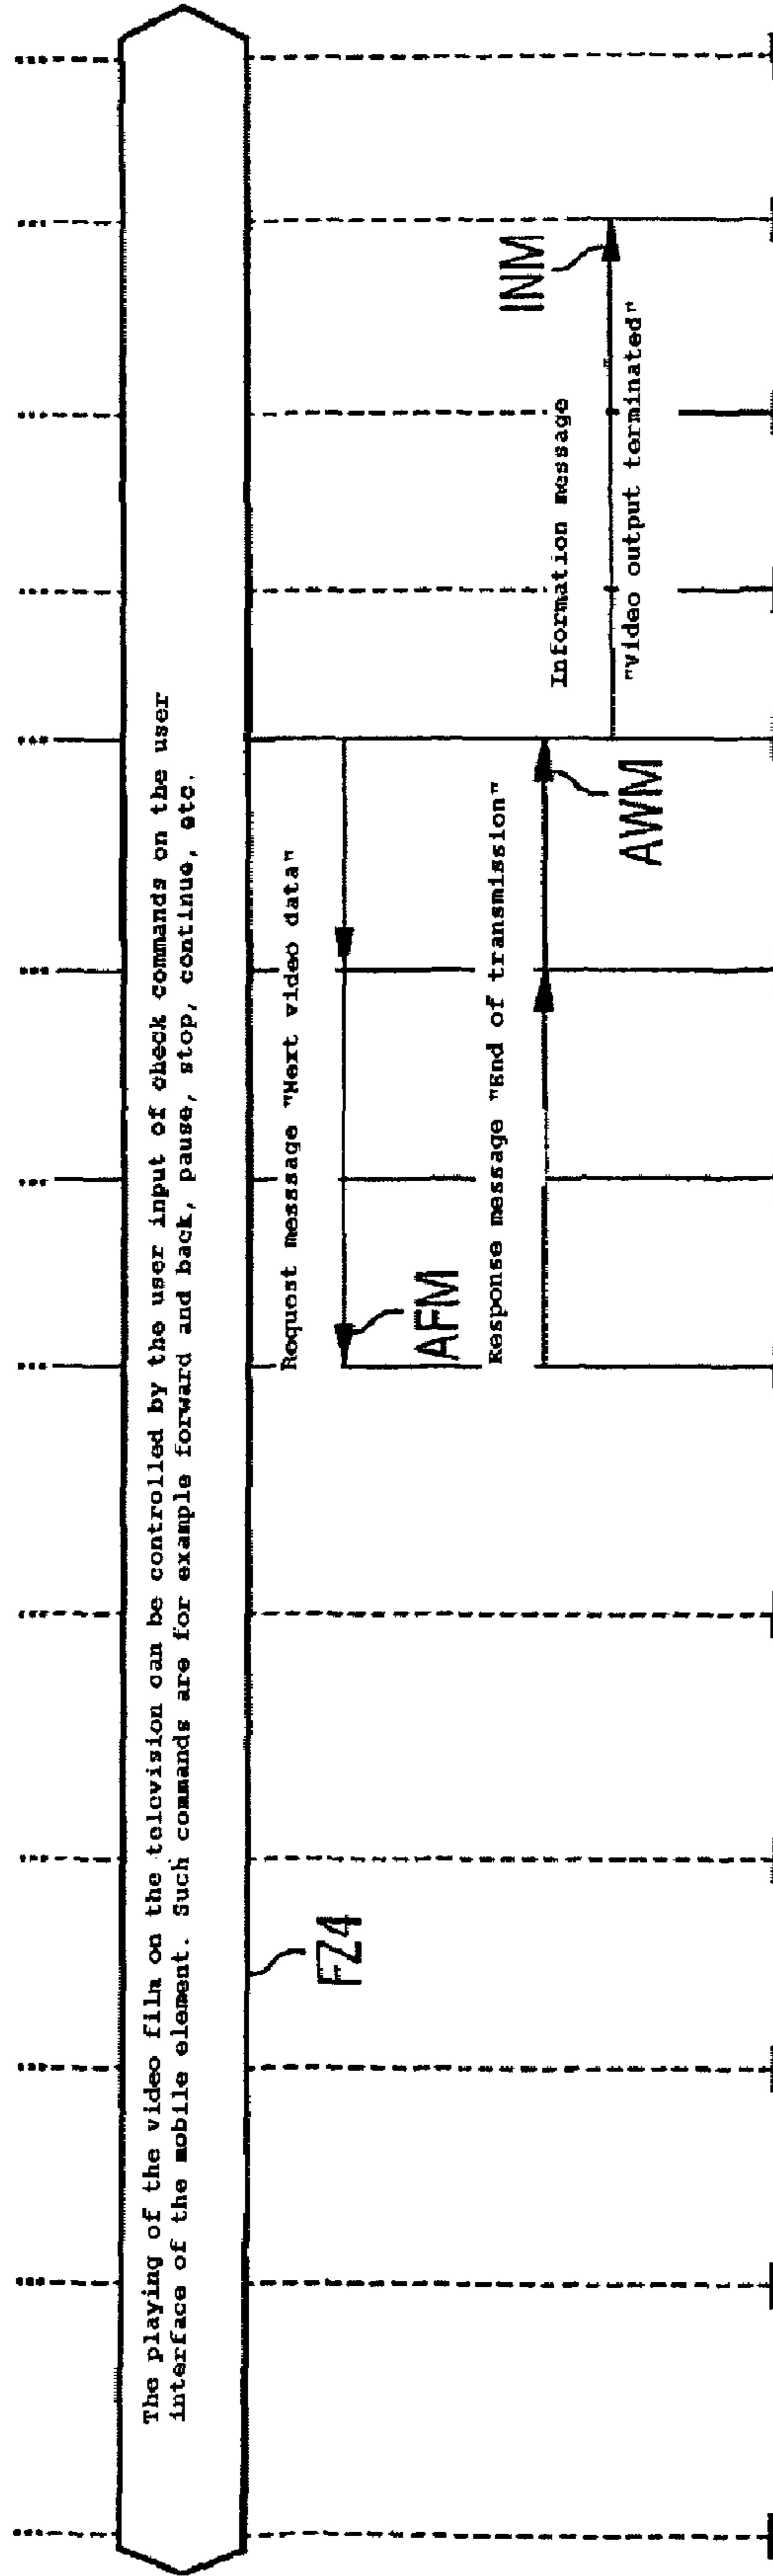 The playing of the video film on the television can be controlled by the user input of check commands on the user
interface of the mobile element. Such commands are for example forward and back, pause, stop, continue, etc.
FZ4
Request messsage "Next video data"
AFM
Response message "End of transmission"
AWM
INM
Information message
"Video output terminated"